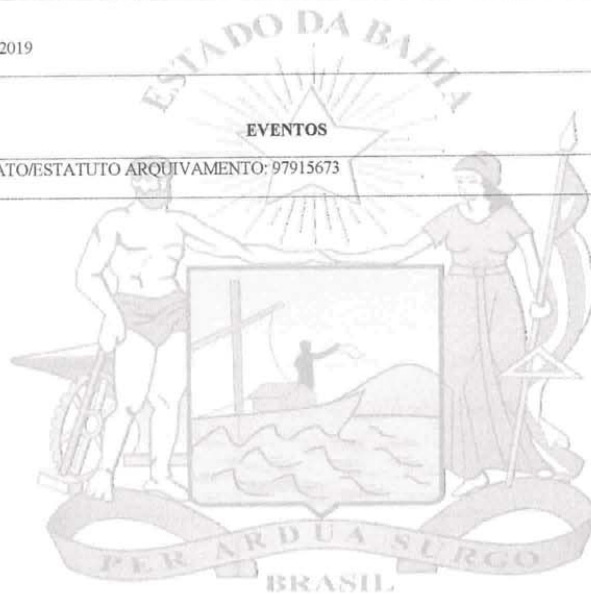 2019
ESTADO DA BAHIA
EVENTOS
ATO/ESTATUTO ARQUIVAMENTO: 97915673
PER ARDUA SURGO
BRASIL